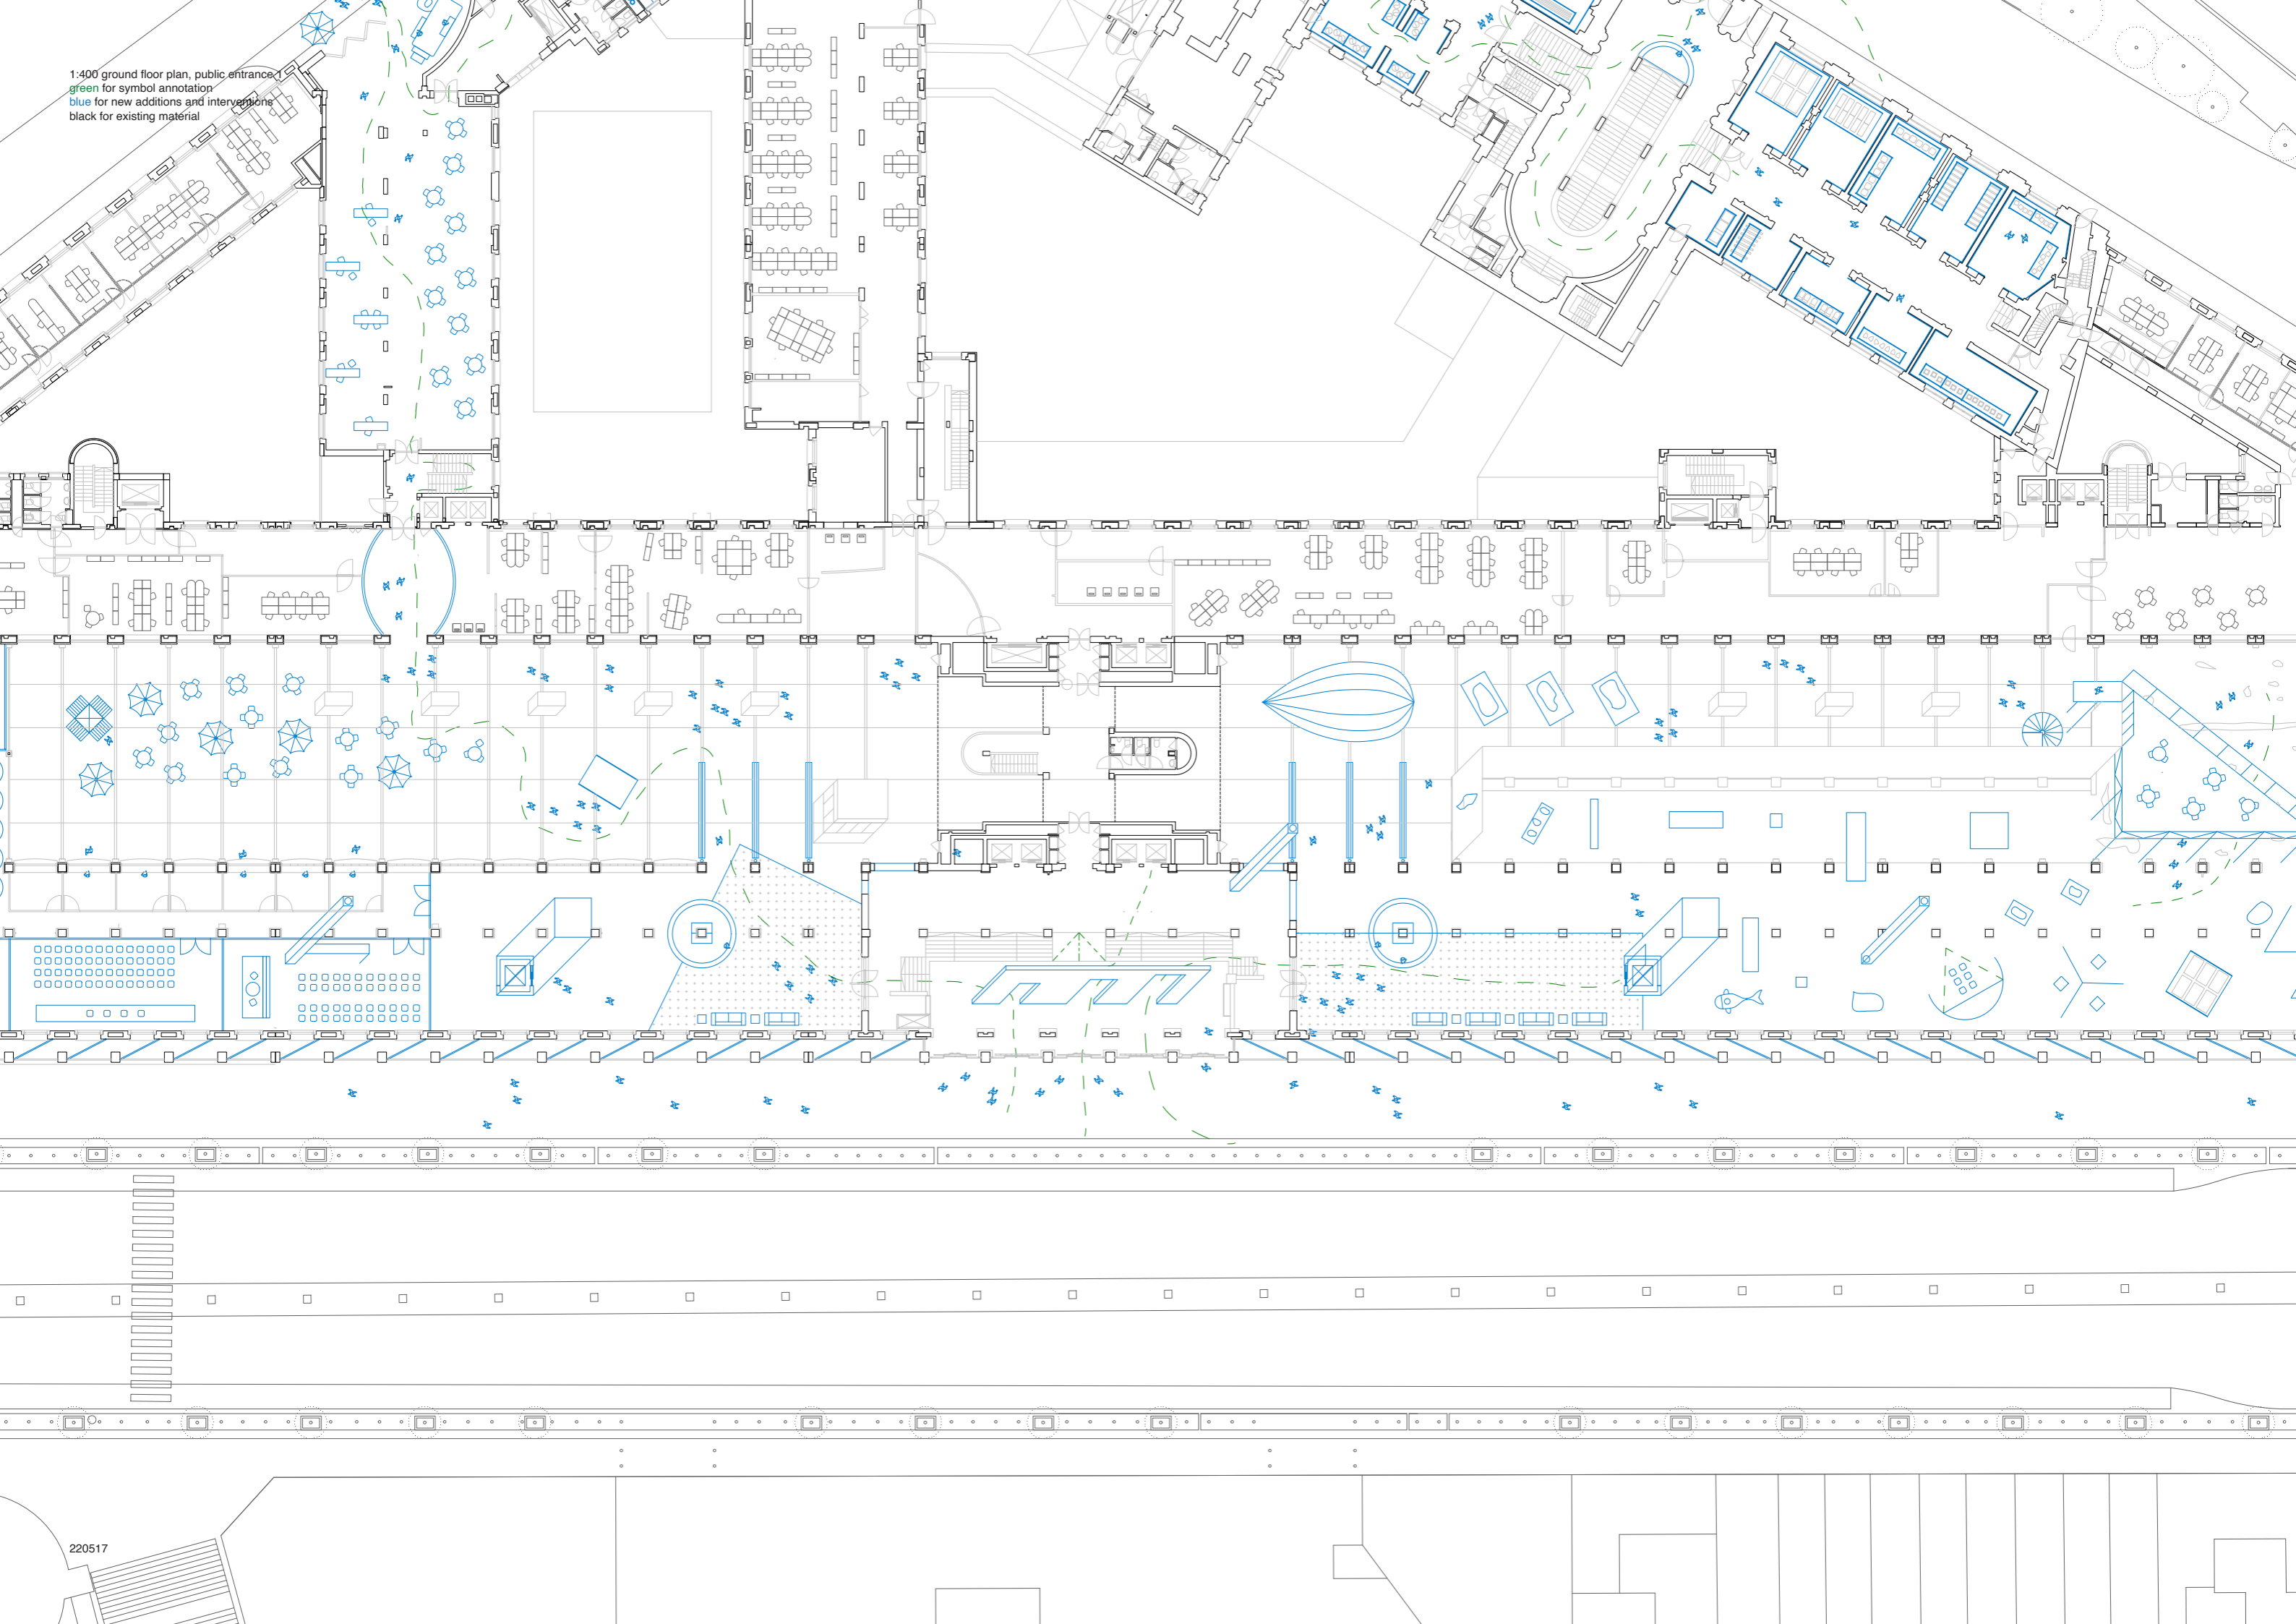 1:400 ground floor plan, public entrance 1
green for symbol annotation
blue for new additions and interventions
black for existing material
220517